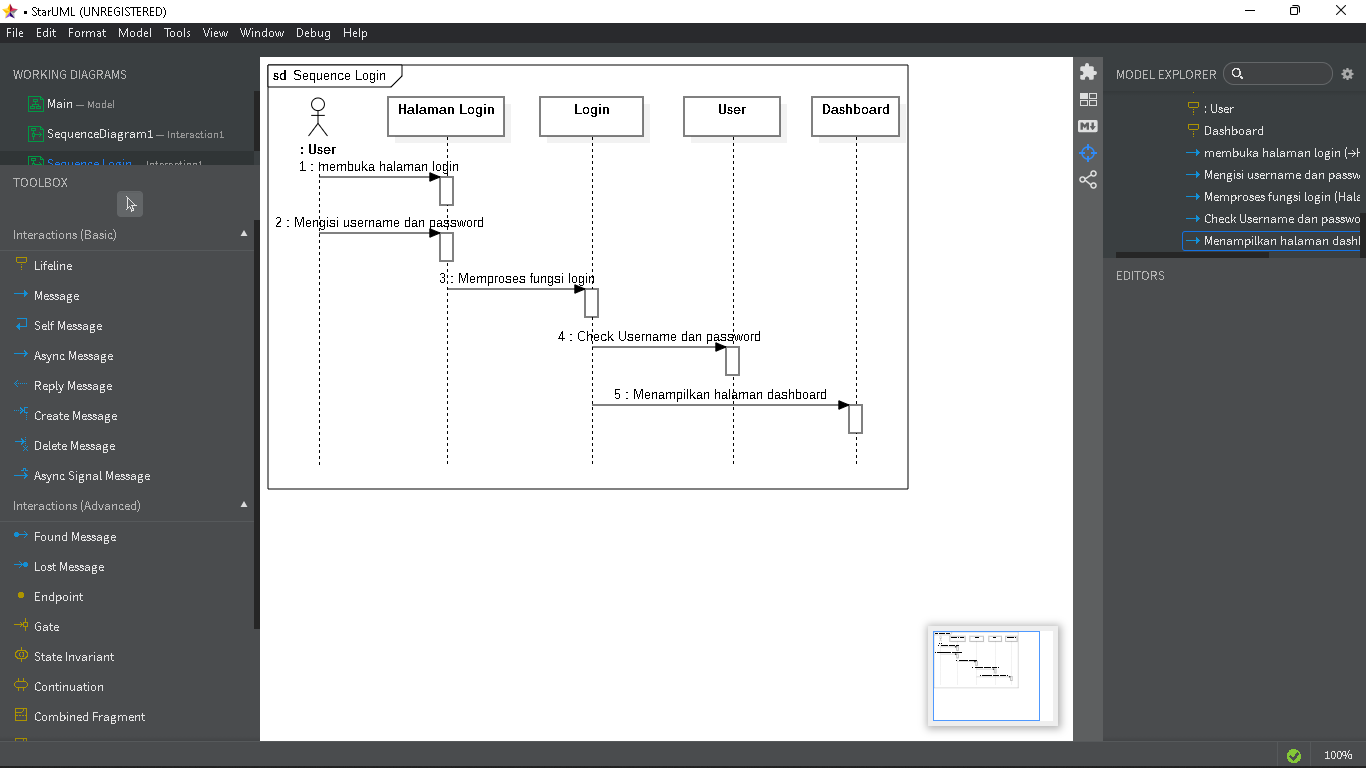 • StarUML (UNREGISTERED)
File Edit Format Model Tools View Window Debug Help
WORKING DIAGRAMS
Main — Model
SequenceDiagram1 — Interaction1
Sequence Login — Interaction1
TOOLBOX
Interactions (Basic)
Lifeline
Message
Self Message
Async Message
Reply Message
Create Message
Delete Message
Async Signal Message
Interactions (Advanced)
Found Message
Lost Message
Endpoint
Gate
State Invariant
Continuation
Combined Fragment
sd Sequence Login
Halaman Login
Login
User
Dashboard
: User
1 : membuka halaman login
2 : Mengisi username dan password
3 : Memproses fungsi login
4 : Check Username dan password
5 : Menampilkan halaman dashboard
MODEL EXPLORER
: User
Dashboard
membuka halaman login (→H
Mengisi username dan passw
Memproses fungsi login (Hala
Check Username dan passwo
Menampilkan halaman dashl
EDITORS
100%